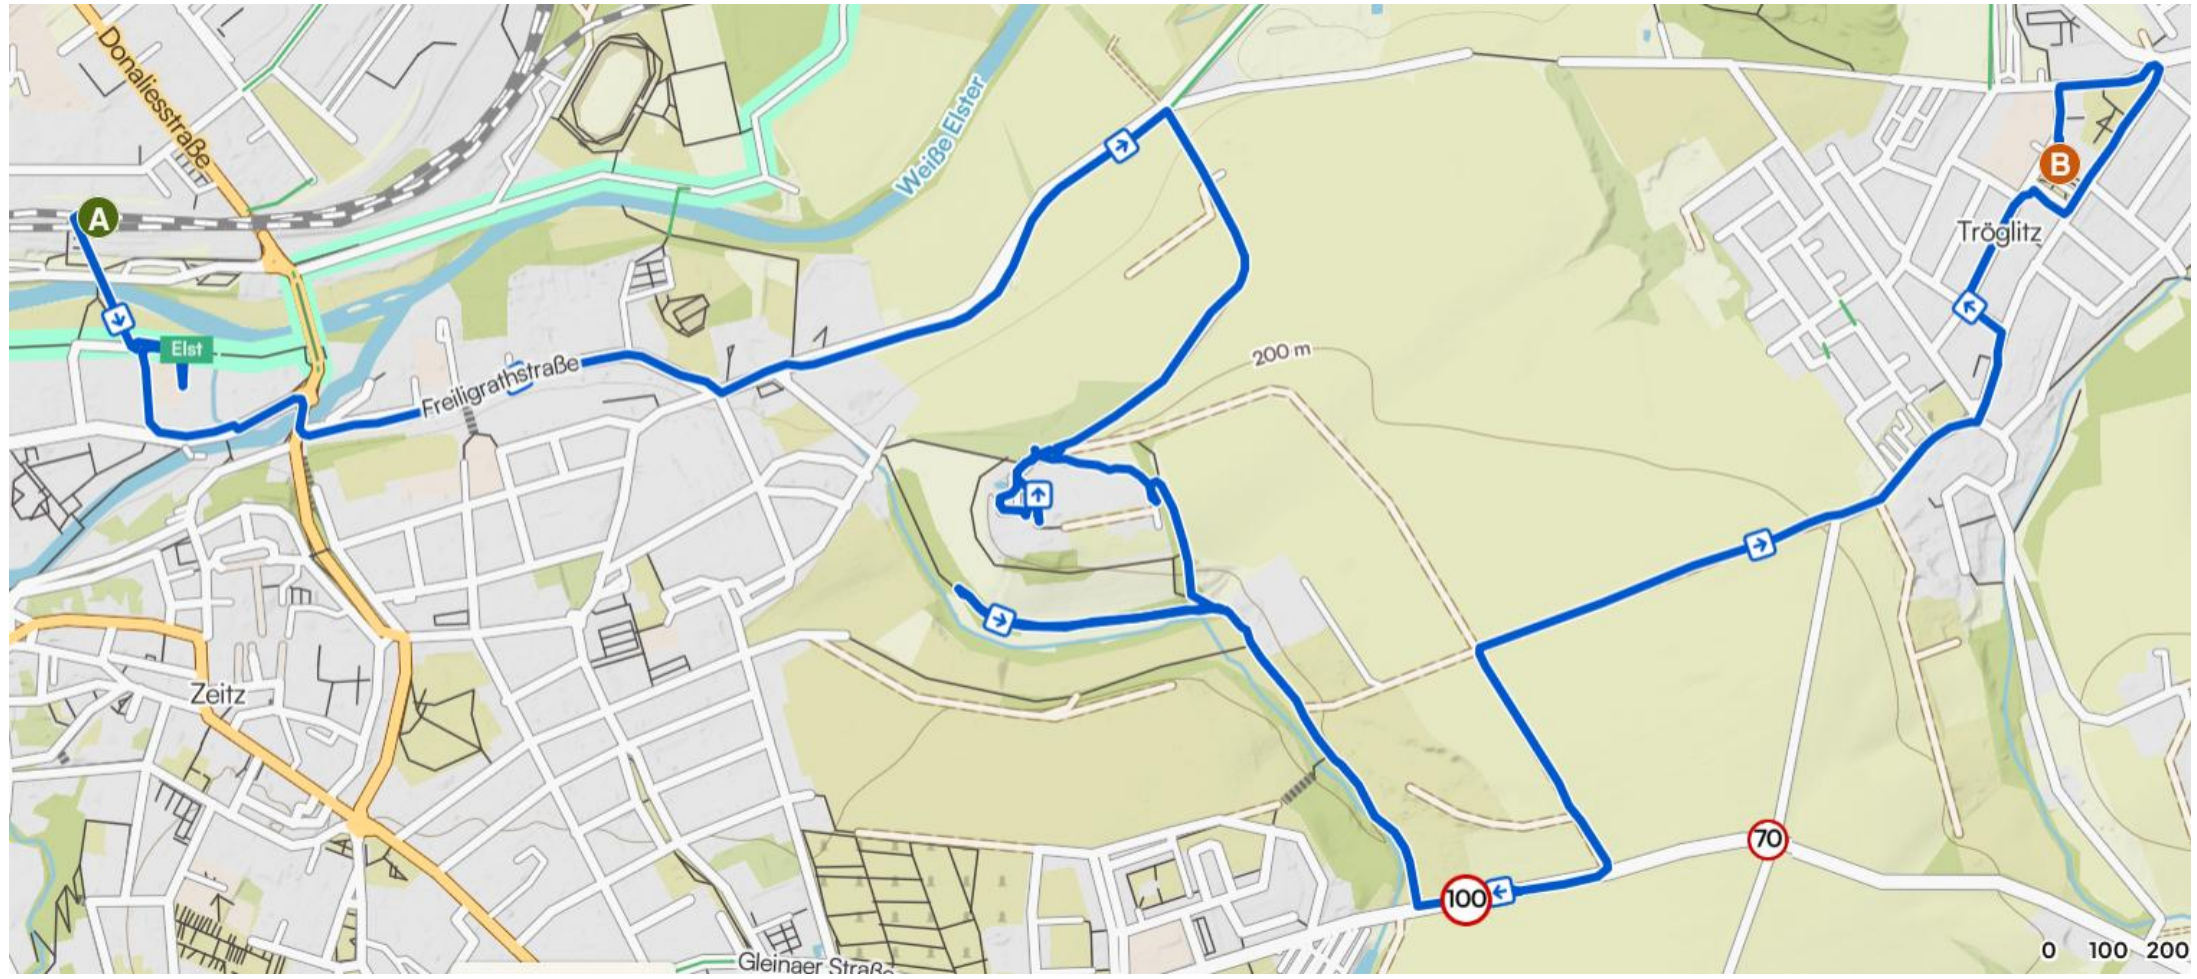 Donaliesstraße
Weiße Elster
A
B
Elst
Tröglitz
Freiligrathstraße
200 m
Zeitz
70
100
0 100 200
Gleinaer Straße